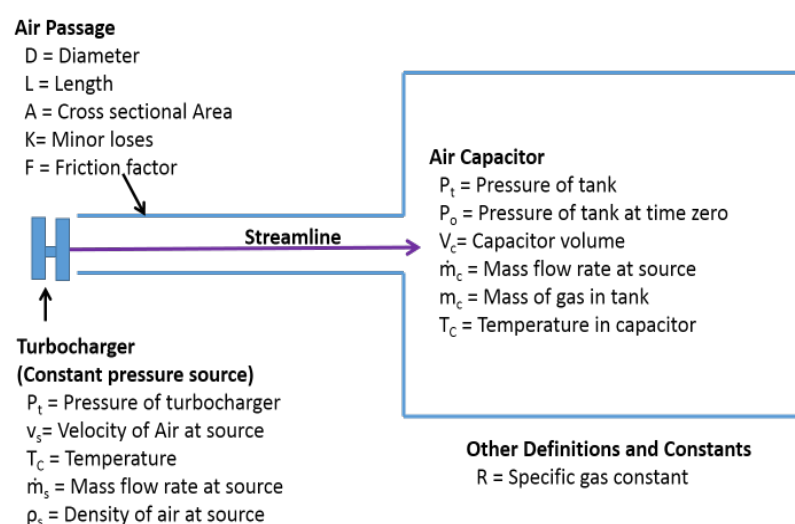 Air Passage
D = Diameter
L = Length
A = Cross sectional Area
K= Minor loses
F = Friction factor
Streamline
Air Capacitor
Pt = Pressure of tank
Po = Pressure of tank at time zero
Vc= Capacitor volume
ṁc = Mass flow rate at source
mc = Mass of gas in tank
TC = Temperature in capacitor
Turbocharger
(Constant pressure source)
Pt = Pressure of turbocharger
vs= Velocity of Air at source
TC = Temperature
ṁs = Mass flow rate at source
ρs = Density of air at source
Other Definitions and Constants
R = Specific gas constant